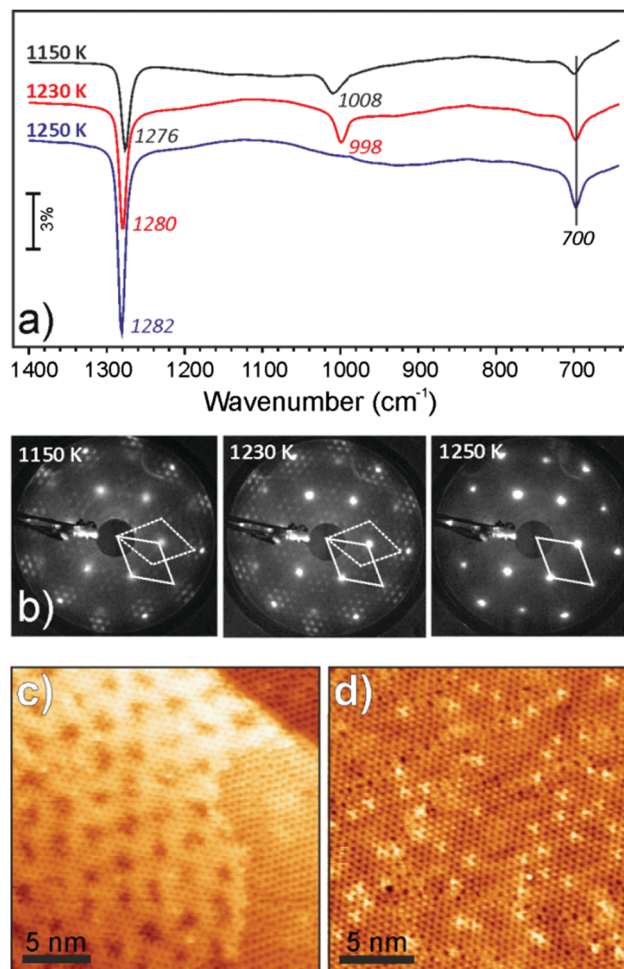 1150 K
1008
1230 K
1276
998
1250 K
3%
1280
700
a)
1282
1400 1300 1200 1100 1000 900 800 700
Wavenumber (cm⁻¹)
1150 K 1230 K 1250 K
b)
c) d)
5 nm 5 nm